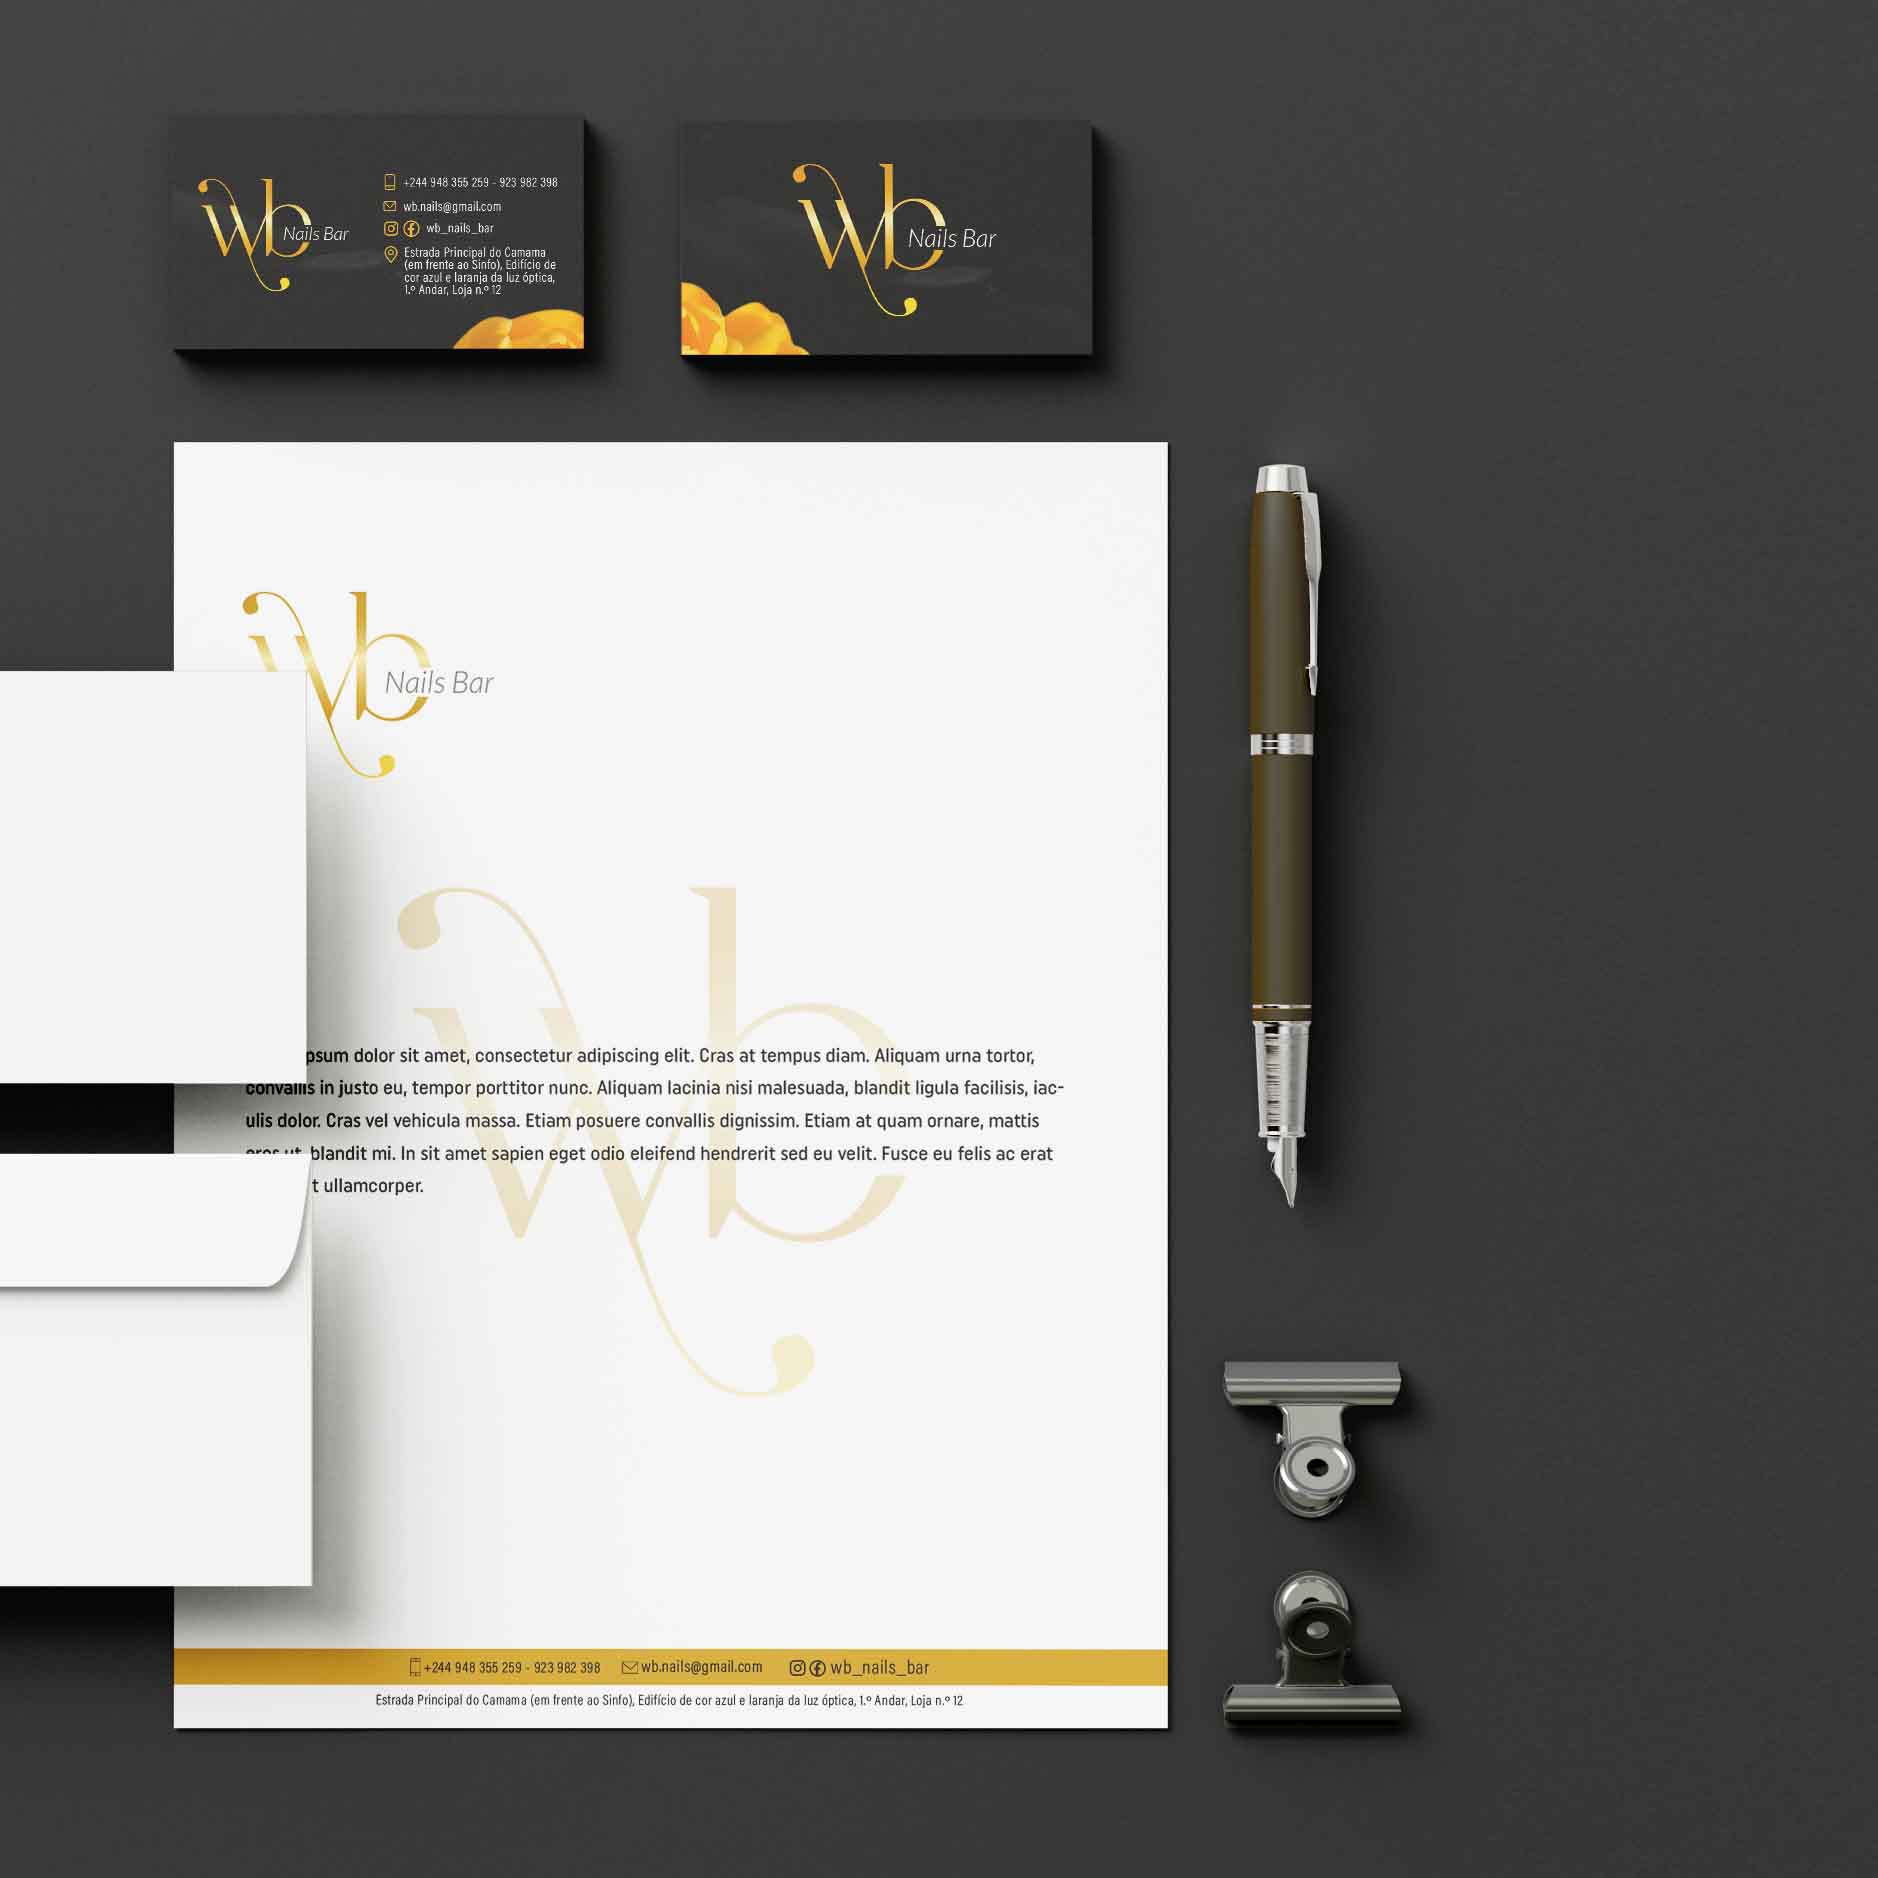 wb
Nails Bar
+244 948 355 259 - 923 982 398
wb.nails@gmail.com
wb_nails_bar
Estrada Principal do Camama
(em frente ao Sinfo), Edifício de
cor azul e laranja da luz óptica,
1.º Andar, Loja n.º 12
wb
Nails Bar
wb
Nails Bar
wb
psum dolor sit amet, consectetur adipiscing elit. Cras at tempus diam. Aliquam urna tortor,
convallis in justo eu, tempor porttitor nunc. Aliquam lacinia nisi malesuada, blandit ligula facilisis, iac-
ulis dolor. Cras vel vehicula massa. Etiam posuere convallis dignissim. Etiam at quam ornare, mattis
eros ut, blandit mi. In sit amet sapien eget odio eleifend hendrerit sed eu velit. Fusce eu felis ac erat
t ullamcorper.
+244 948 355 259 - 923 982 398 wb.nails@gmail.com wb_nails_bar
Estrada Principal do Camama (em frente ao Sinfo), Edifício de cor azul e laranja da luz óptica, 1.º Andar, Loja n.º 12